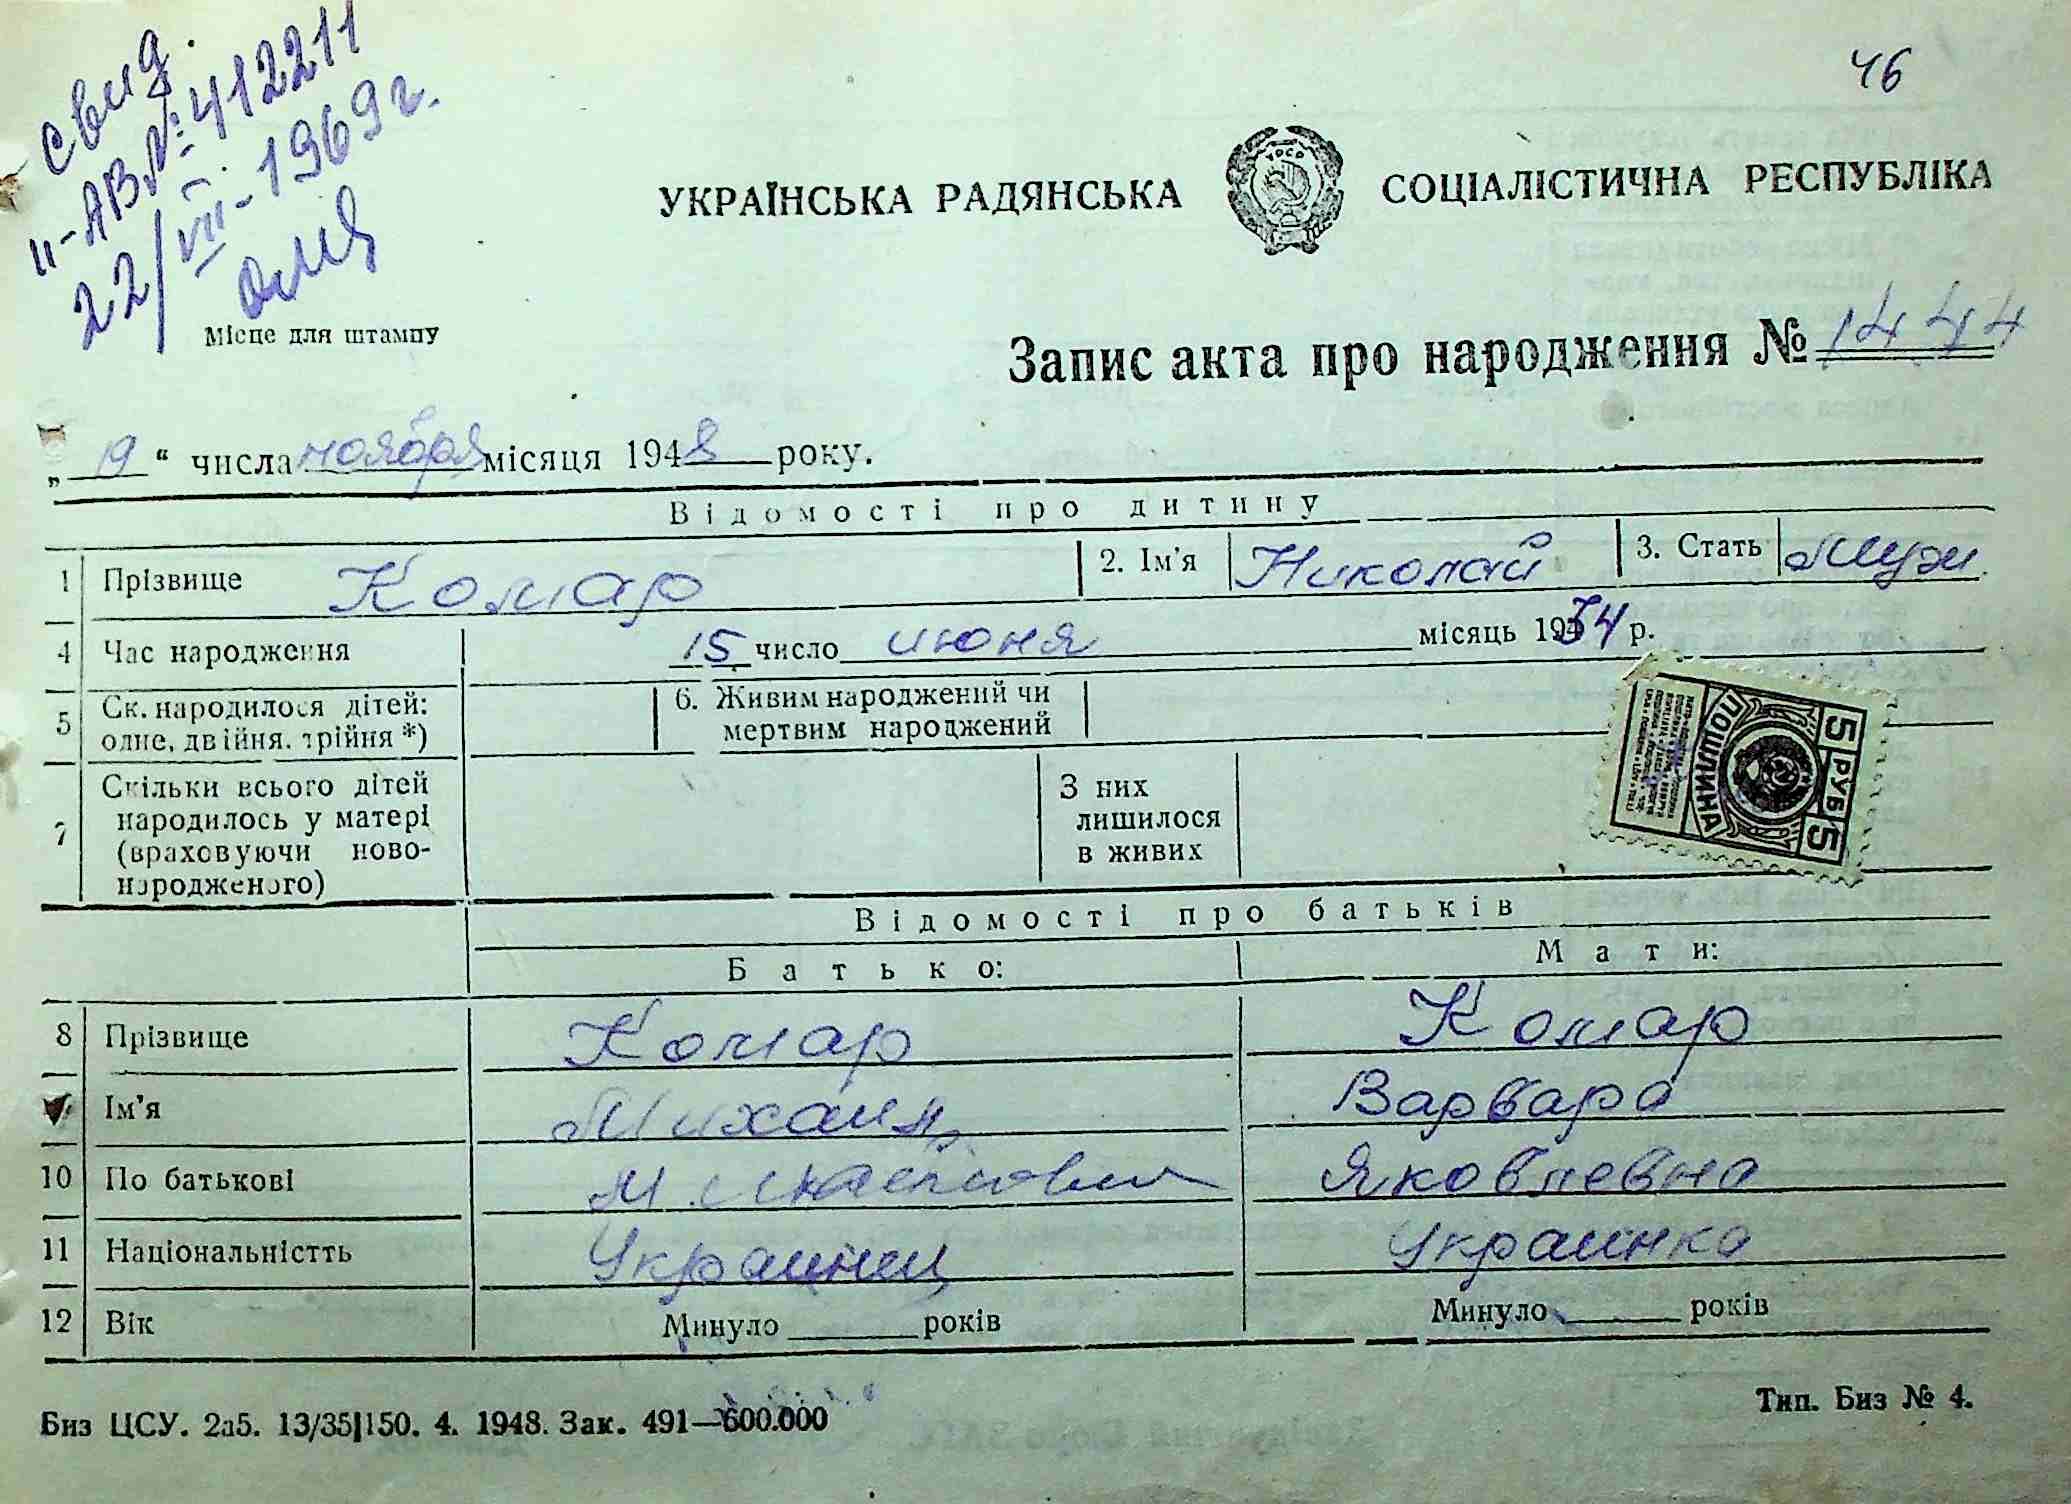 46
свид.
II-АВ № 412211
22/VII-1969 г.
Місце для штампу
УКРАЇНСЬКА РАДЯНСЬКА СОЦІАЛІСТИЧНА РЕСПУБЛІКА
Запис акта про народження № 1444
„ 19 “ числа ноября місяця 1948 року.
Відомості про дитину
1 Прізвище Комар 2. Ім'я Николай 3. Стать муж.
4 Час народження 15 число июня місяць 1934 р.
5 Ск. народилося дітей: одне, двійня, трійня *) 6. Живим народжений чи мертвим народжений
7 Скільки всього дітей народилось у матері (враховуючи новонародженого) З них лишилося в живих
5 РУБ 5
ПОШЛИНА
Відомості про батьків
Батько: Мати:
8 Прізвище Комар Комар
Ім'я Михаил Варвара
10 По батькові Яковлевна
11 Національністть Украинец Украинка
12 Вік Минуло ____ років Минуло ____ років
Биз ЦСУ. 2а5. 13/35|150. 4. 1948. Зак. 491—600.000 Тип. Биз № 4.